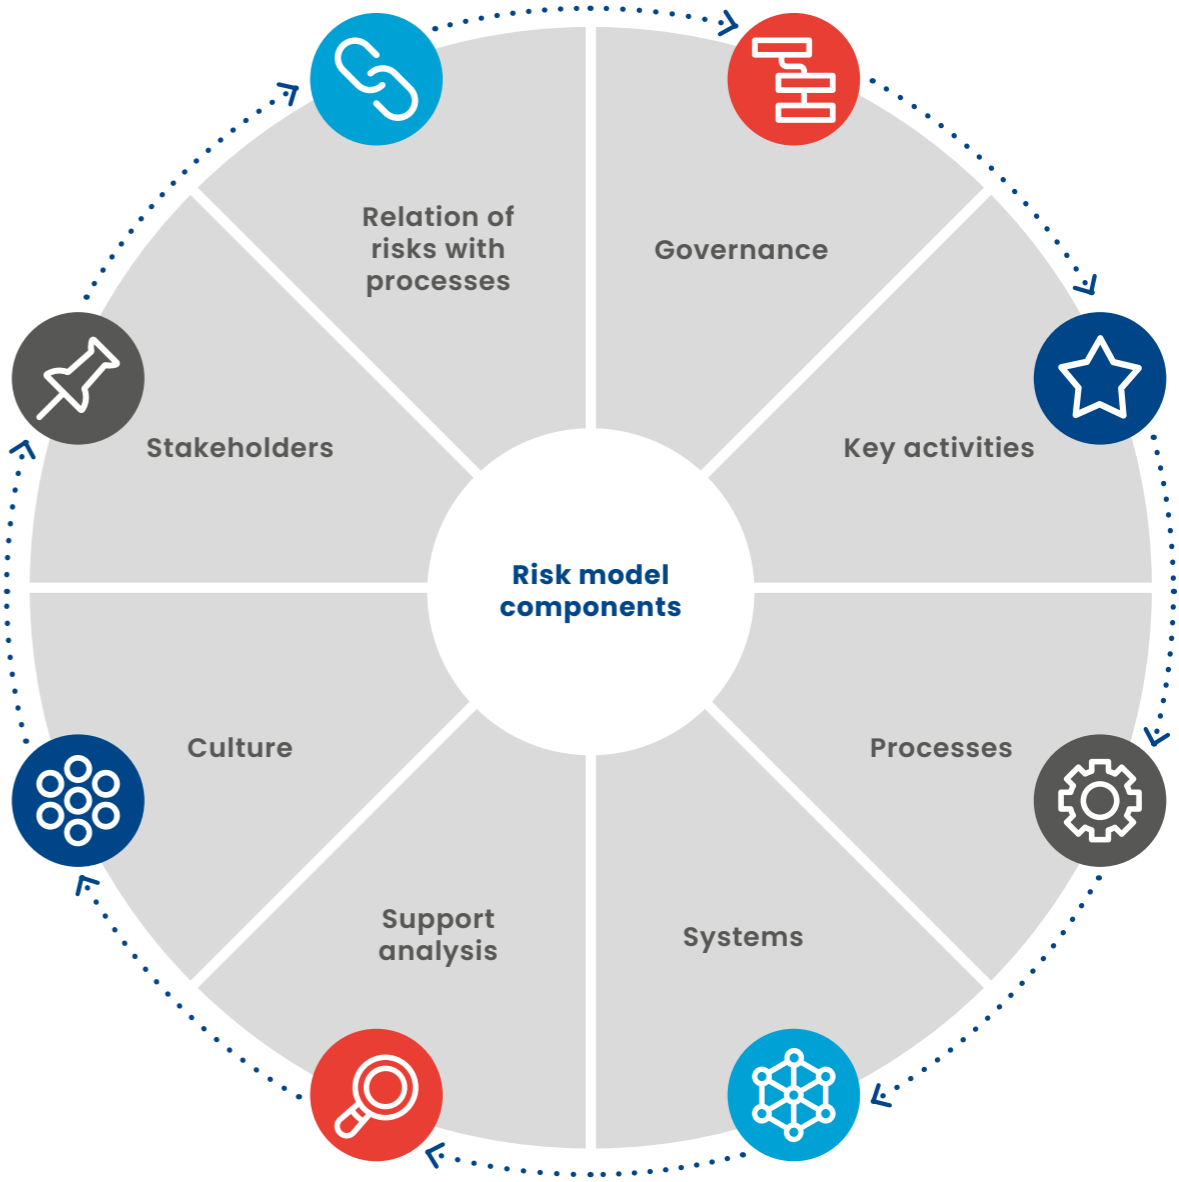 Relation of
risks with
processes
Governance
Key activities
Processes
Systems
Support
analysis
Culture
Stakeholders
Risk model
components